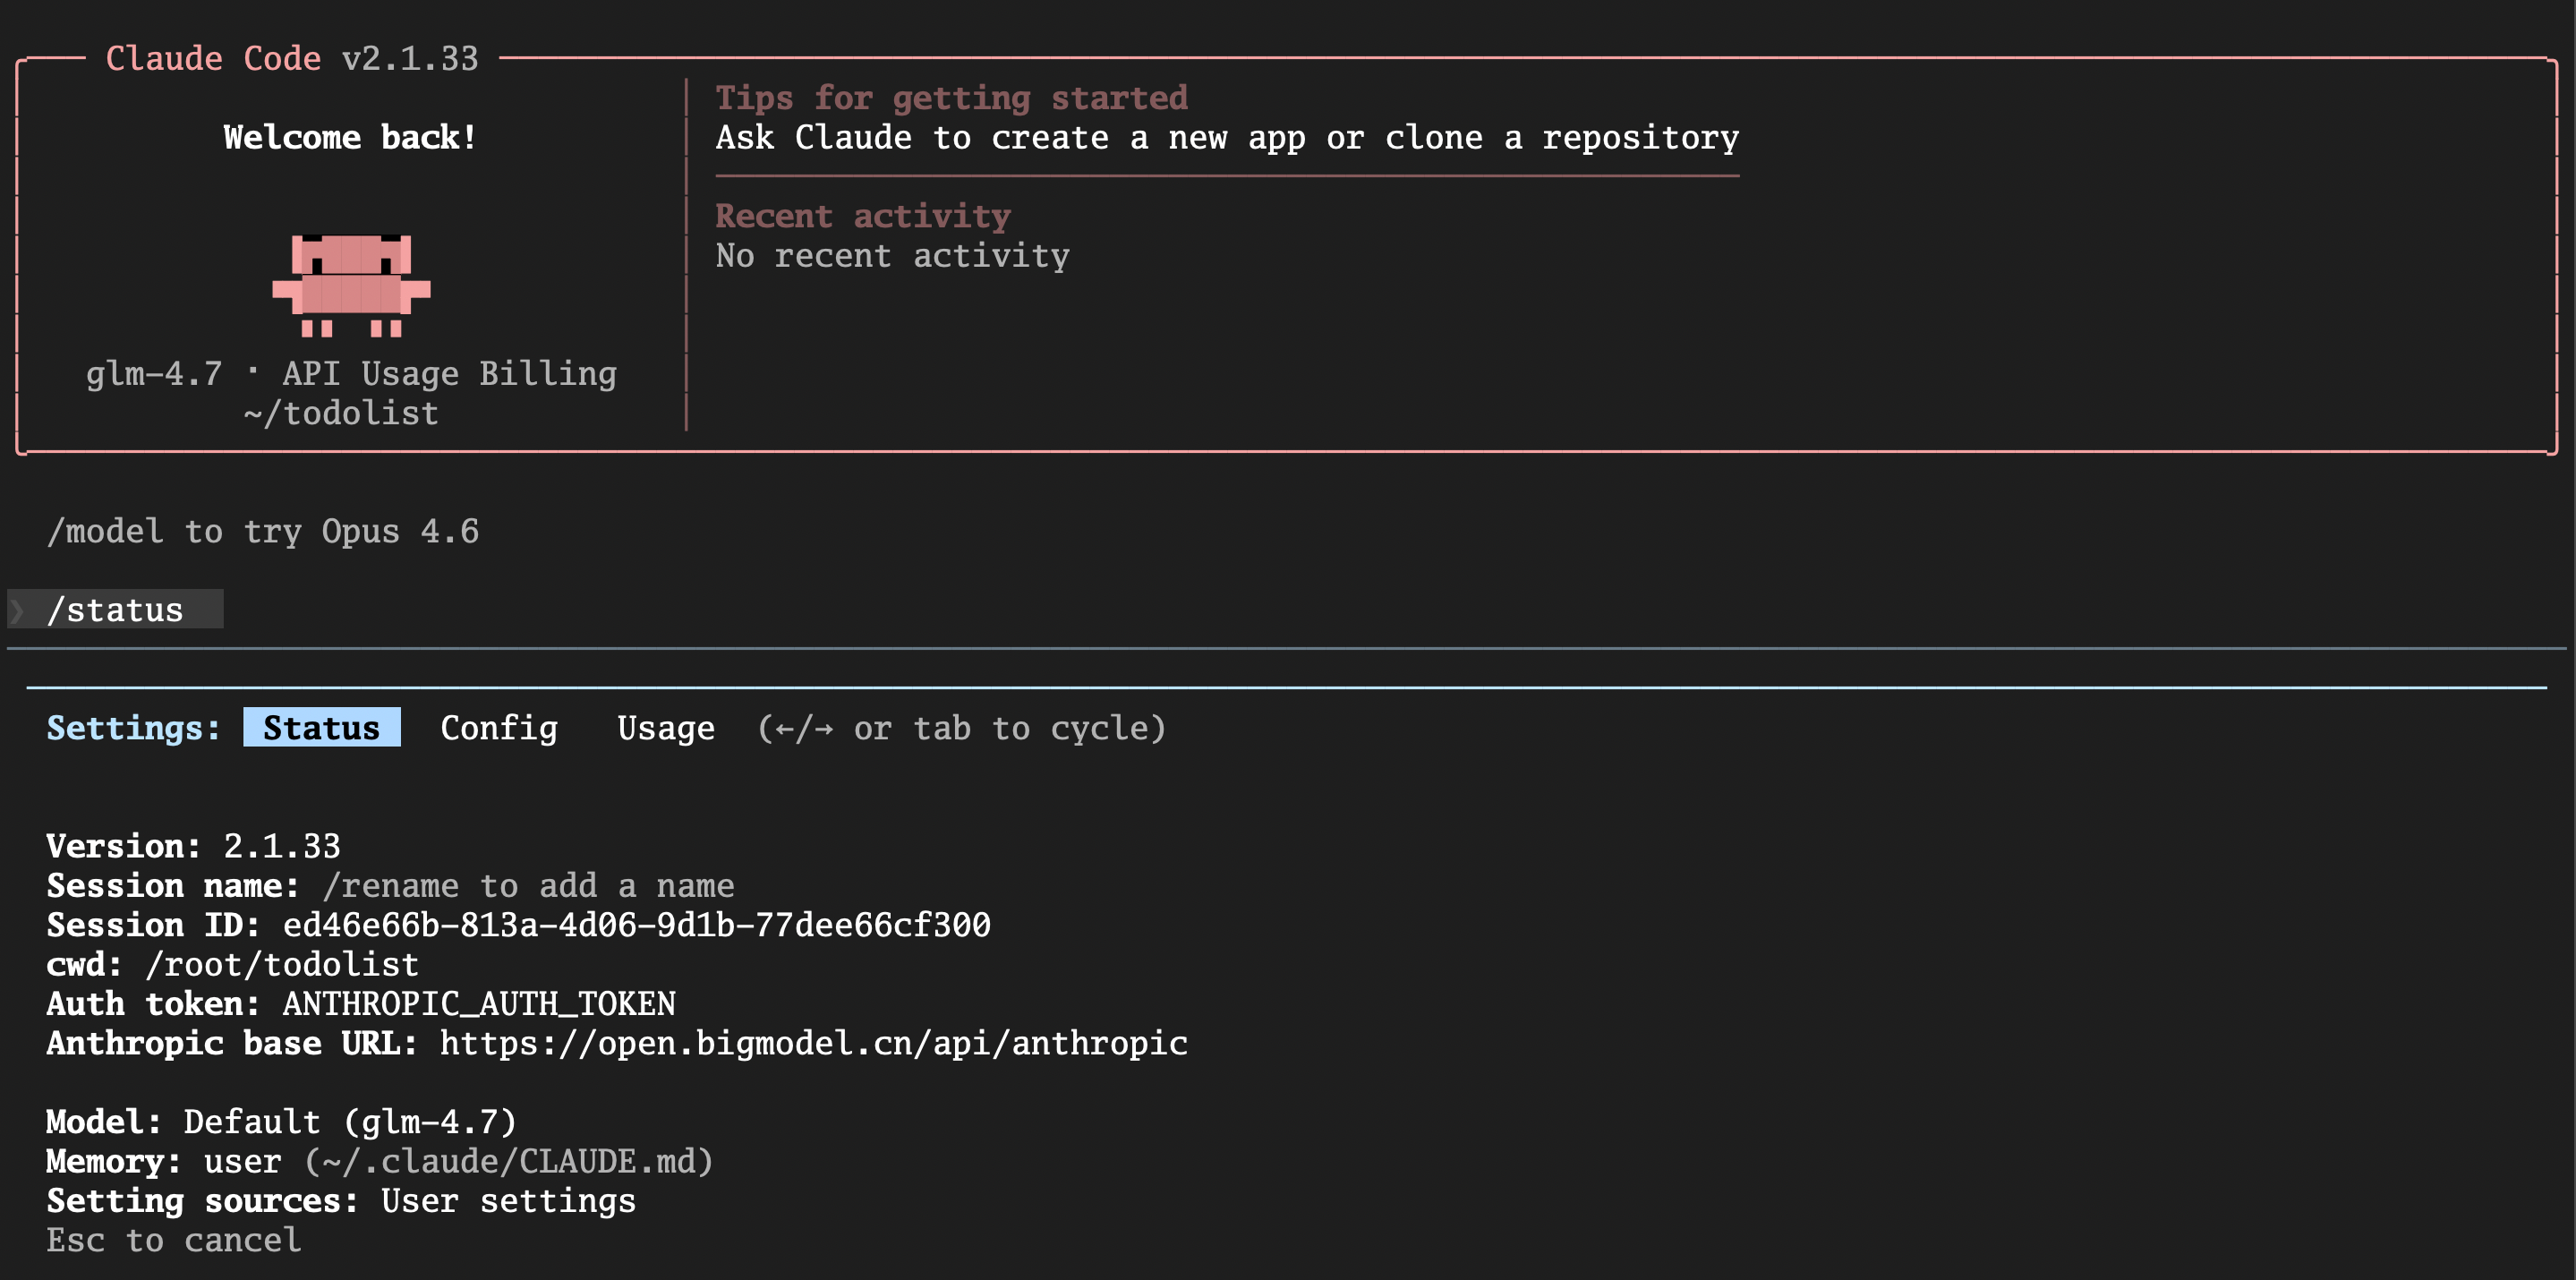 Claude Code v2.1.33
Welcome back!
glm-4.7 · API Usage Billing
~/todolist
Tips for getting started
Ask Claude to create a new app or clone a repository
Recent activity
No recent activity
/model to try Opus 4.6
❯ /status
Settings: Status Config Usage (←/→ or tab to cycle)
Version: 2.1.33
Session name: /rename to add a name
Session ID: ed46e66b-813a-4d06-9d1b-77dee66cf300
cwd: /root/todolist
Auth token: ANTHROPIC_AUTH_TOKEN
Anthropic base URL: https://open.bigmodel.cn/api/anthropic
Model: Default (glm-4.7)
Memory: user (~/.claude/CLAUDE.md)
Setting sources: User settings
Esc to cancel